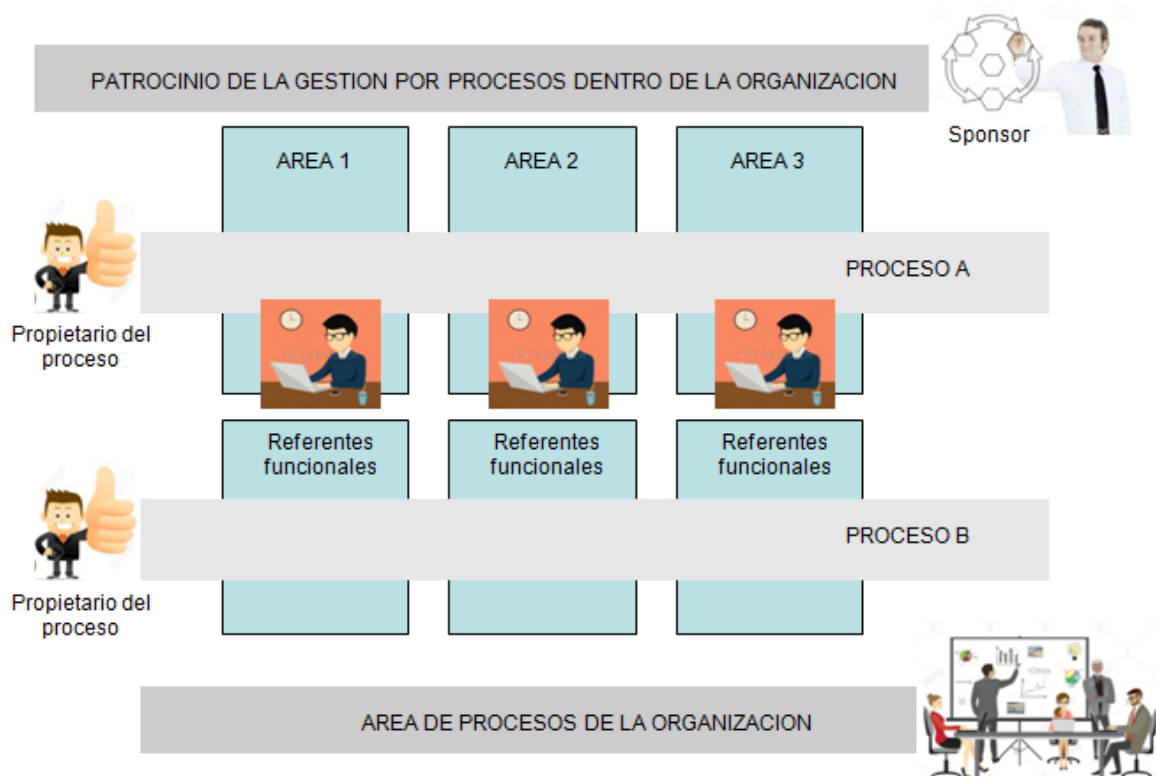 PATROCINIO DE LA GESTION POR PROCESOS DENTRO DE LA ORGANIZACION
Sponsor
AREA 1
AREA 2
AREA 3
PROCESO A
Propietario del
proceso
Referentes
funcionales
Referentes
funcionales
Referentes
funcionales
PROCESO B
Propietario del
proceso
AREA DE PROCESOS DE LA ORGANIZACION